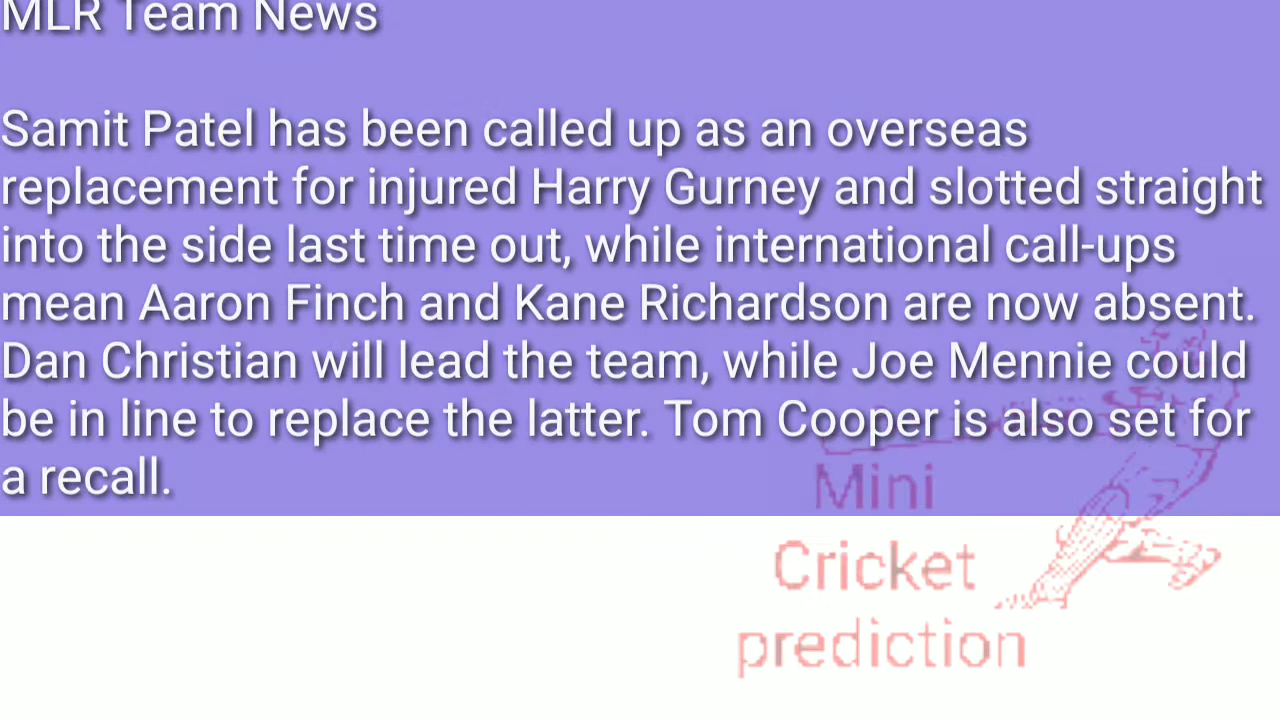 MLR Team News
Samit Patel has been called up as an overseas
replacement for injured Harry Gurney and slotted straight
into the side last time out, while international call-ups
mean Aaron Finch and Kane Richardson are now absent.
Dan Christian will lead the team, while Joe Mennie could
be in line to replace the latter. Tom Cooper is also set for
a recall.
Mini
Cricket
prediction